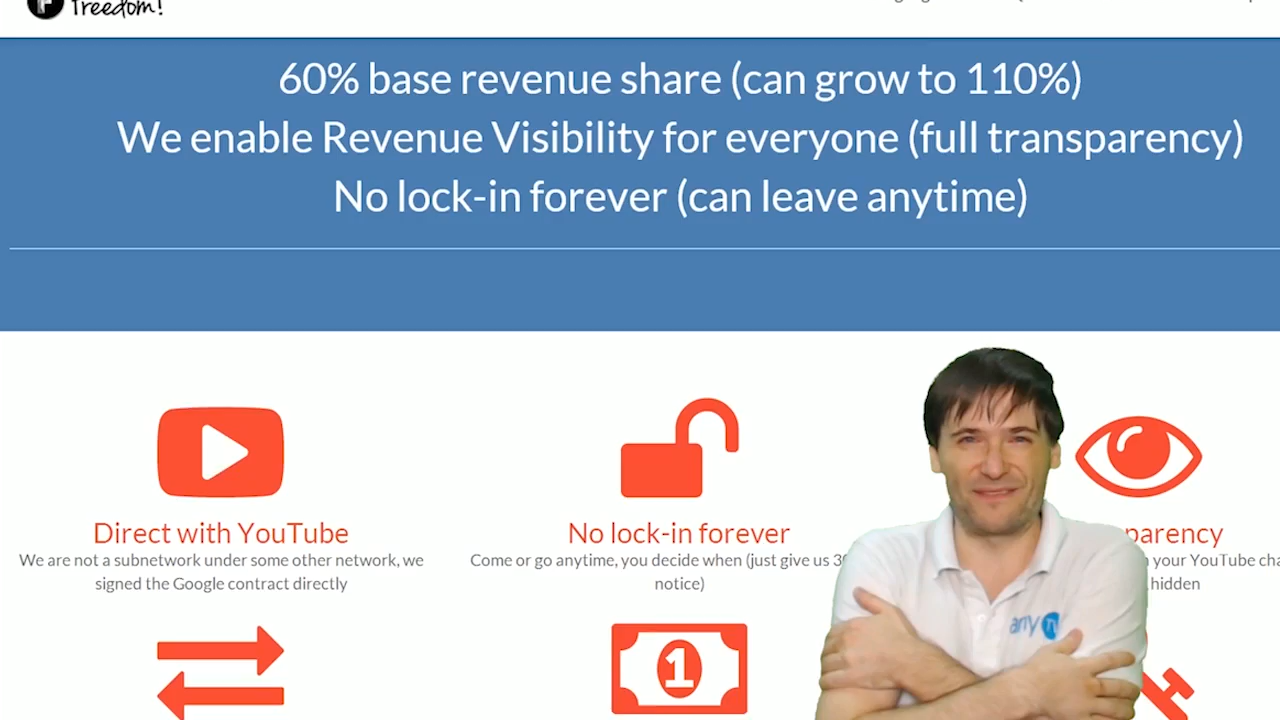 freedom!
60% base revenue share (can grow to 110%)
We enable Revenue Visibility for everyone (full transparency)
No lock-in forever (can leave anytime)
Direct with YouTube
We are not a subnetwork under some other network, we
signed the Google contract directly
No lock-in forever
Come or go anytime, you decide when (just give us
notice)
parency
your YouTube
hidden
any TV
1